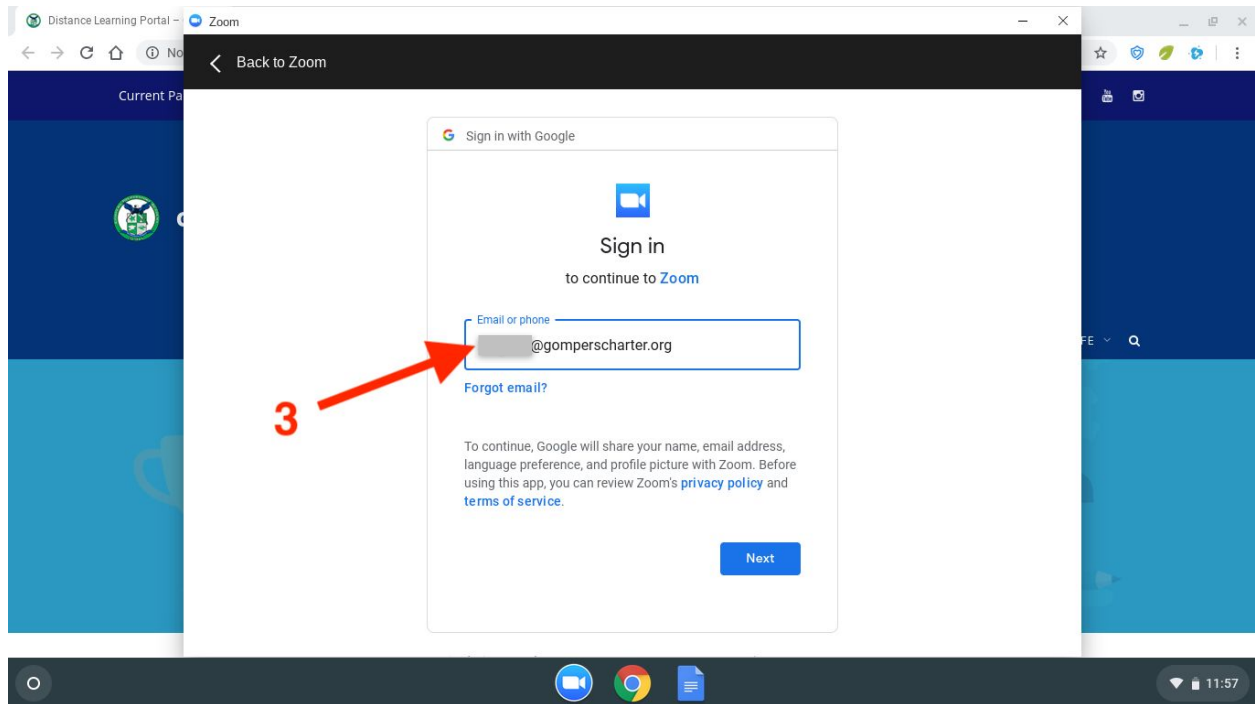 Distance Learning Portal –
Zoom
No
Back to Zoom
Current Pa
You
Sign in with Google
Sign in
to continue to Zoom
Email or phone
@gomperscharter.org
FE
Forgot email?
3
To continue, Google will share your name, email address,
language preference, and profile picture with Zoom. Before
using this app, you can review Zoom's privacy policy and
terms of service.
Next
11:57